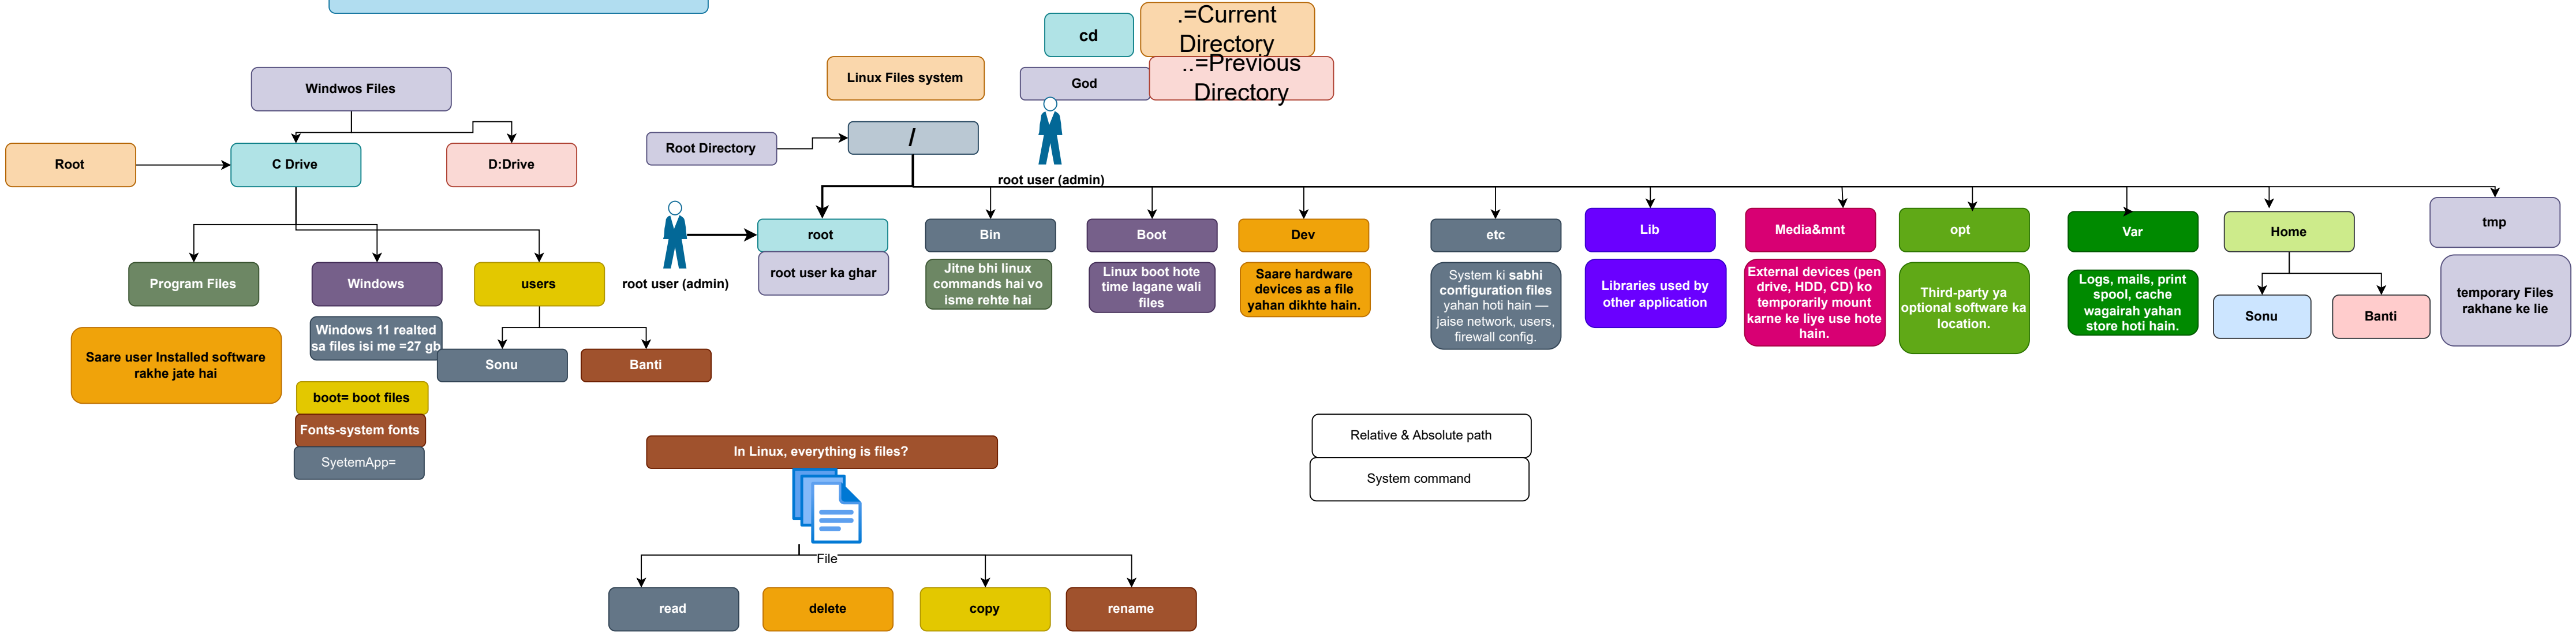 cd
.=Current
Directory
..=Previous
Directory
God
Linux Files system
Windwos Files
Root
C Drive
D:Drive
Root Directory
/
root user (admin)
root user (admin)
root
root user ka ghar
Bin
Jitne bhi linux
commands hai vo
isme rehte hai
Boot
Linux boot hote
time lagane wali
files
Dev
Saare hardware
devices as a file
yahan dikhte hain.
etc
System ki sabhi
configuration files
yahan hoti hain —
jaise network, users,
firewall config.
Lib
Libraries used by
other application
Media&mnt
External devices (pen
drive, HDD, CD) ko
temporarily mount
karne ke liye use hote
hain.
opt
Third-party ya
optional software ka
location.
Var
Logs, mails, print
spool, cache
wagairah yahan
store hoti hain.
Home
Sonu
Banti
tmp
temporary Files
rakhane ke lie
Program Files
Saare user Installed software
rakhe jate hai
Windows
Windows 11 realted
sa files isi me =27 gb
boot= boot files
Fonts-system fonts
SyetemApp=
users
Sonu
Banti
In Linux, everything is files?
File
read
delete
copy
rename
Relative & Absolute path
System command